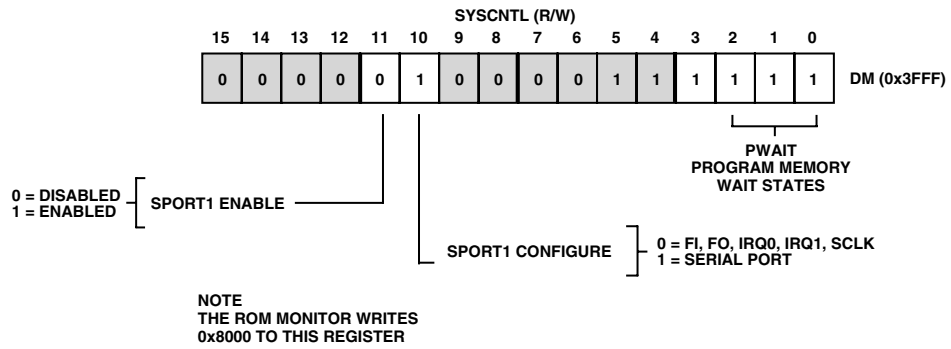 SYSCNTL (R/W)
15 14 13 12 11 10 9 8 7 6 5 4 3 2 1 0
0 0 0 0 0 1 0 0 0 0 1 1 1 1 1 1 DM (0x3FFF)
PWAIT
PROGRAM MEMORY
WAIT STATES
0 = DISABLED
1 = ENABLED
SPORT1 ENABLE
SPORT1 CONFIGURE
0 = FI, FO, IRQ0, IRQ1, SCLK
1 = SERIAL PORT
NOTE
THE ROM MONITOR WRITES
0x8000 TO THIS REGISTER